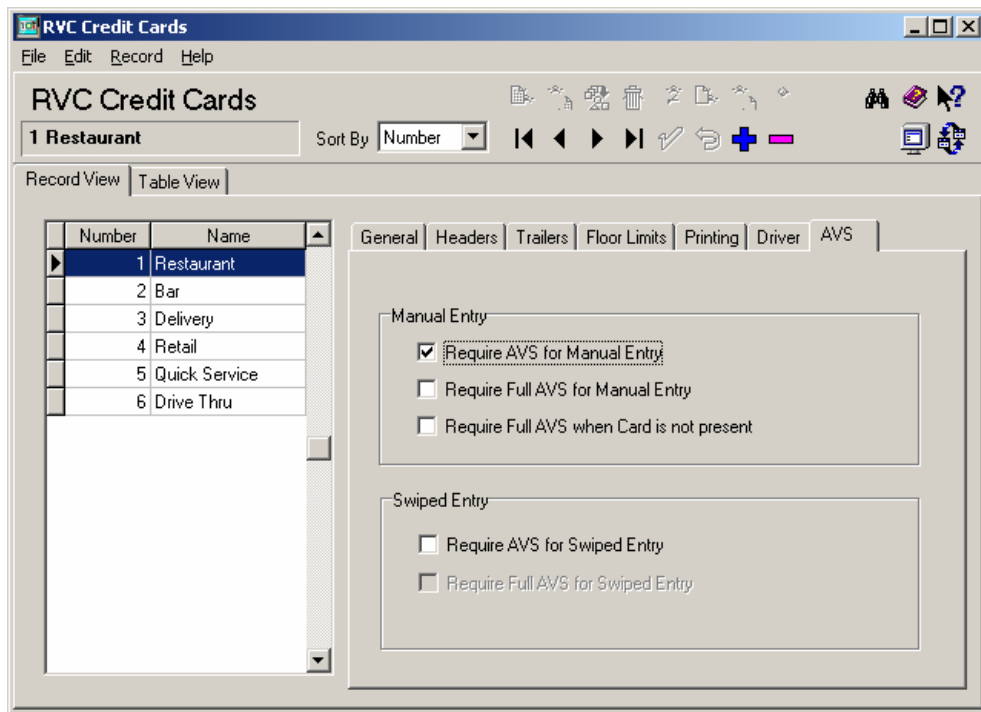 RVC Credit Cards
File Edit Record Help
RVC Credit Cards
1 Restaurant
Sort By Number
Record View Table View
Number Name
1 Restaurant
2 Bar
3 Delivery
4 Retail
5 Quick Service
6 Drive Thru
General Headers Trailers Floor Limits Printing Driver AVS
Manual Entry
Require AVS for Manual Entry
Require Full AVS for Manual Entry
Require Full AVS when Card is not present
Swiped Entry
Require AVS for Swiped Entry
Require Full AVS for Swiped Entry